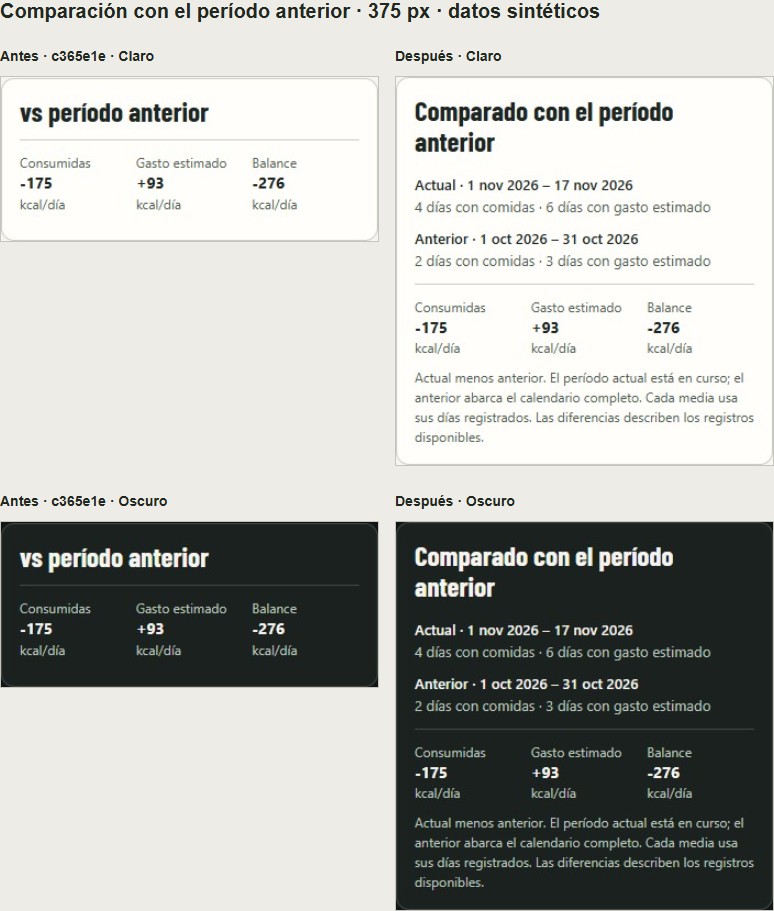 Comparación con el período anterior · 375 px · datos sintéticos
Antes · c365e1e · Claro
vs período anterior
Consumidas Gasto estimado Balance
-175 +93 -276
kcal/día kcal/día kcal/día
Después · Claro
Comparado con el período
anterior
Actual · 1 nov 2026 – 17 nov 2026
4 días con comidas · 6 días con gasto estimado
Anterior · 1 oct 2026 – 31 oct 2026
2 días con comidas · 3 días con gasto estimado
Consumidas Gasto estimado Balance
-175 +93 -276
kcal/día kcal/día kcal/día
Actual menos anterior. El período actual está en curso; el
anterior abarca el calendario completo. Cada media usa
sus días registrados. Las diferencias describen los registros
disponibles.
Antes · c365e1e · Oscuro
vs período anterior
Consumidas Gasto estimado Balance
-175 +93 -276
kcal/día kcal/día kcal/día
Después · Oscuro
Comparado con el período
anterior
Actual · 1 nov 2026 – 17 nov 2026
4 días con comidas · 6 días con gasto estimado
Anterior · 1 oct 2026 – 31 oct 2026
2 días con comidas · 3 días con gasto estimado
Consumidas Gasto estimado Balance
-175 +93 -276
kcal/día kcal/día kcal/día
Actual menos anterior. El período actual está en curso; el
anterior abarca el calendario completo. Cada media usa
sus días registrados. Las diferencias describen los registros
disponibles.